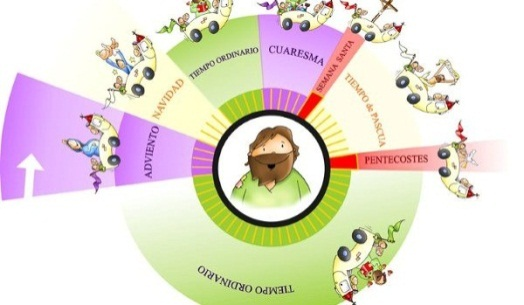 ADVIENTO
NAVIDAD
TIEMPO ORDINARIO
CUARESMA
SEMANA SANTA
TIEMPO de PASCUA
PENTECOSTES
TIEMPO ORDINARIO